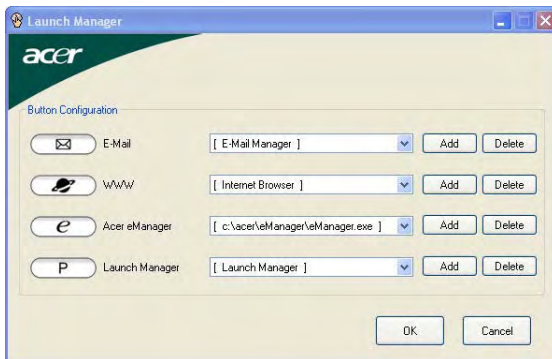 Launch Manager
acer
Button Configuration
E-Mail [ E-Mail Manager ] Add Delete
WWW [ Internet Browser ] Add Delete
e Acer eManager [ c:\acer\eManager\eManager.exe ] Add Delete
P Launch Manager [ Launch Manager ] Add Delete
OK Cancel